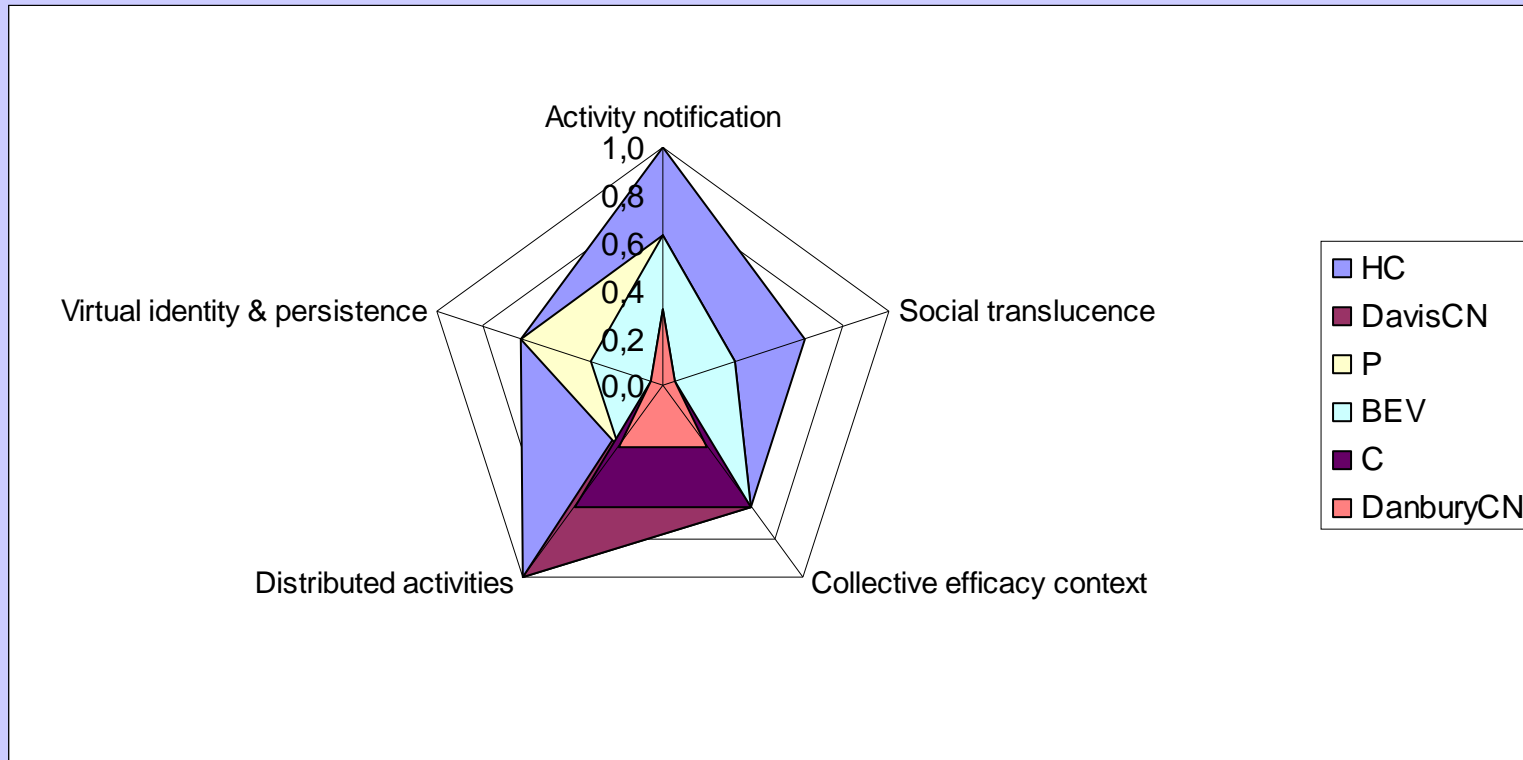 Activity notification
1,0
0,8
0,6
0,4
0,2
0,0
Virtual identity & persistence
Social translucence
Distributed activities
Collective efficacy context
HC
DavisCN
P
BEV
C
DanburyCN